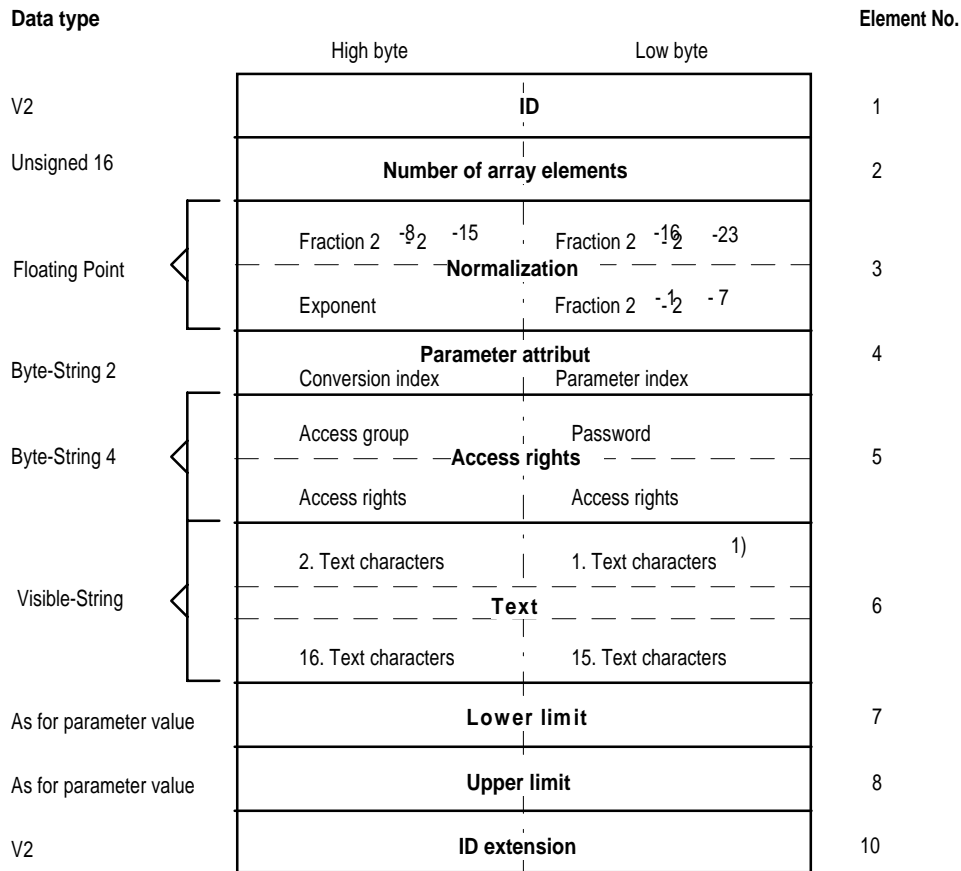 Data type Element No.
High byte Low byte
V2 ID 1
Unsigned 16 Number of array elements 2
Fraction 2 -8 - 2 -15 Fraction 2 -16 - 2 -23
Floating Point Normalization 3
Exponent Fraction 2 -1 - 2 -7
Parameter attribut 4
Byte-String 2 Conversion index Parameter index
Access group Password
Byte-String 4 Access rights 5
Access rights Access rights
2. Text characters 1. Text characters 1)
Visible-String Text 6
16. Text characters 15. Text characters
As for parameter value Lower limit 7
As for parameter value Upper limit 8
V2 ID extension 10